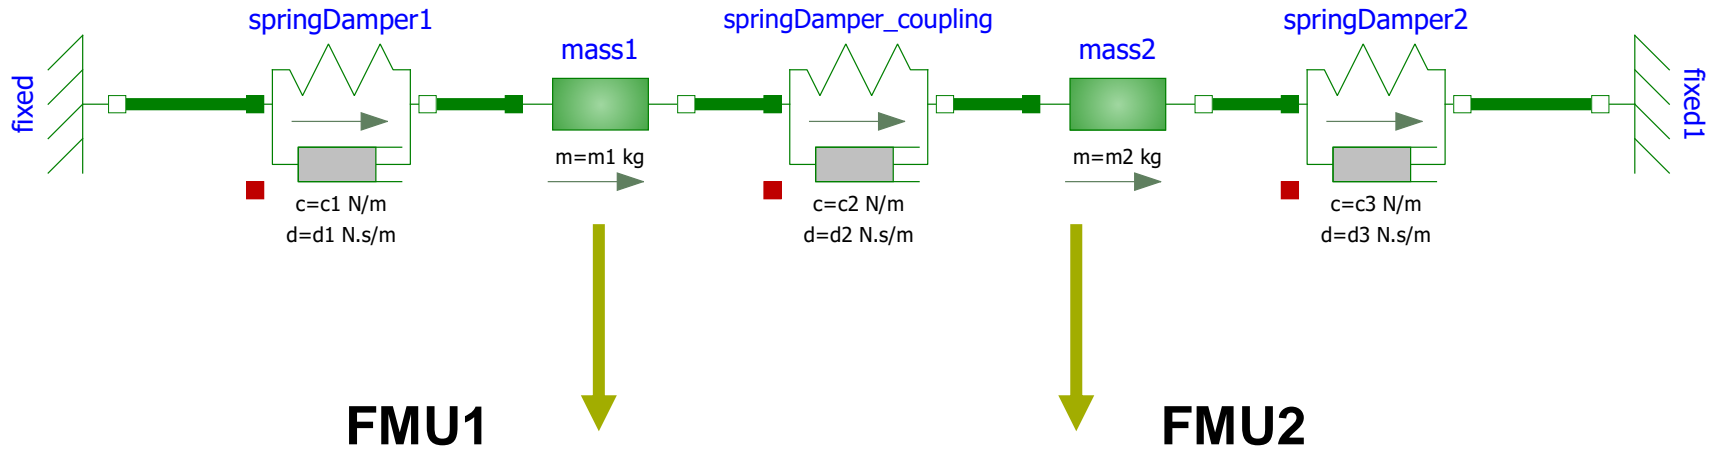 springDamper1
springDamper_coupling
springDamper2
mass1
mass2
fixed
fixed1
m=m1 kg
m=m2 kg
c=c1 N/m
d=d1 N.s/m
c=c2 N/m
d=d2 N.s/m
c=c3 N/m
d=d3 N.s/m
FMU1
FMU2